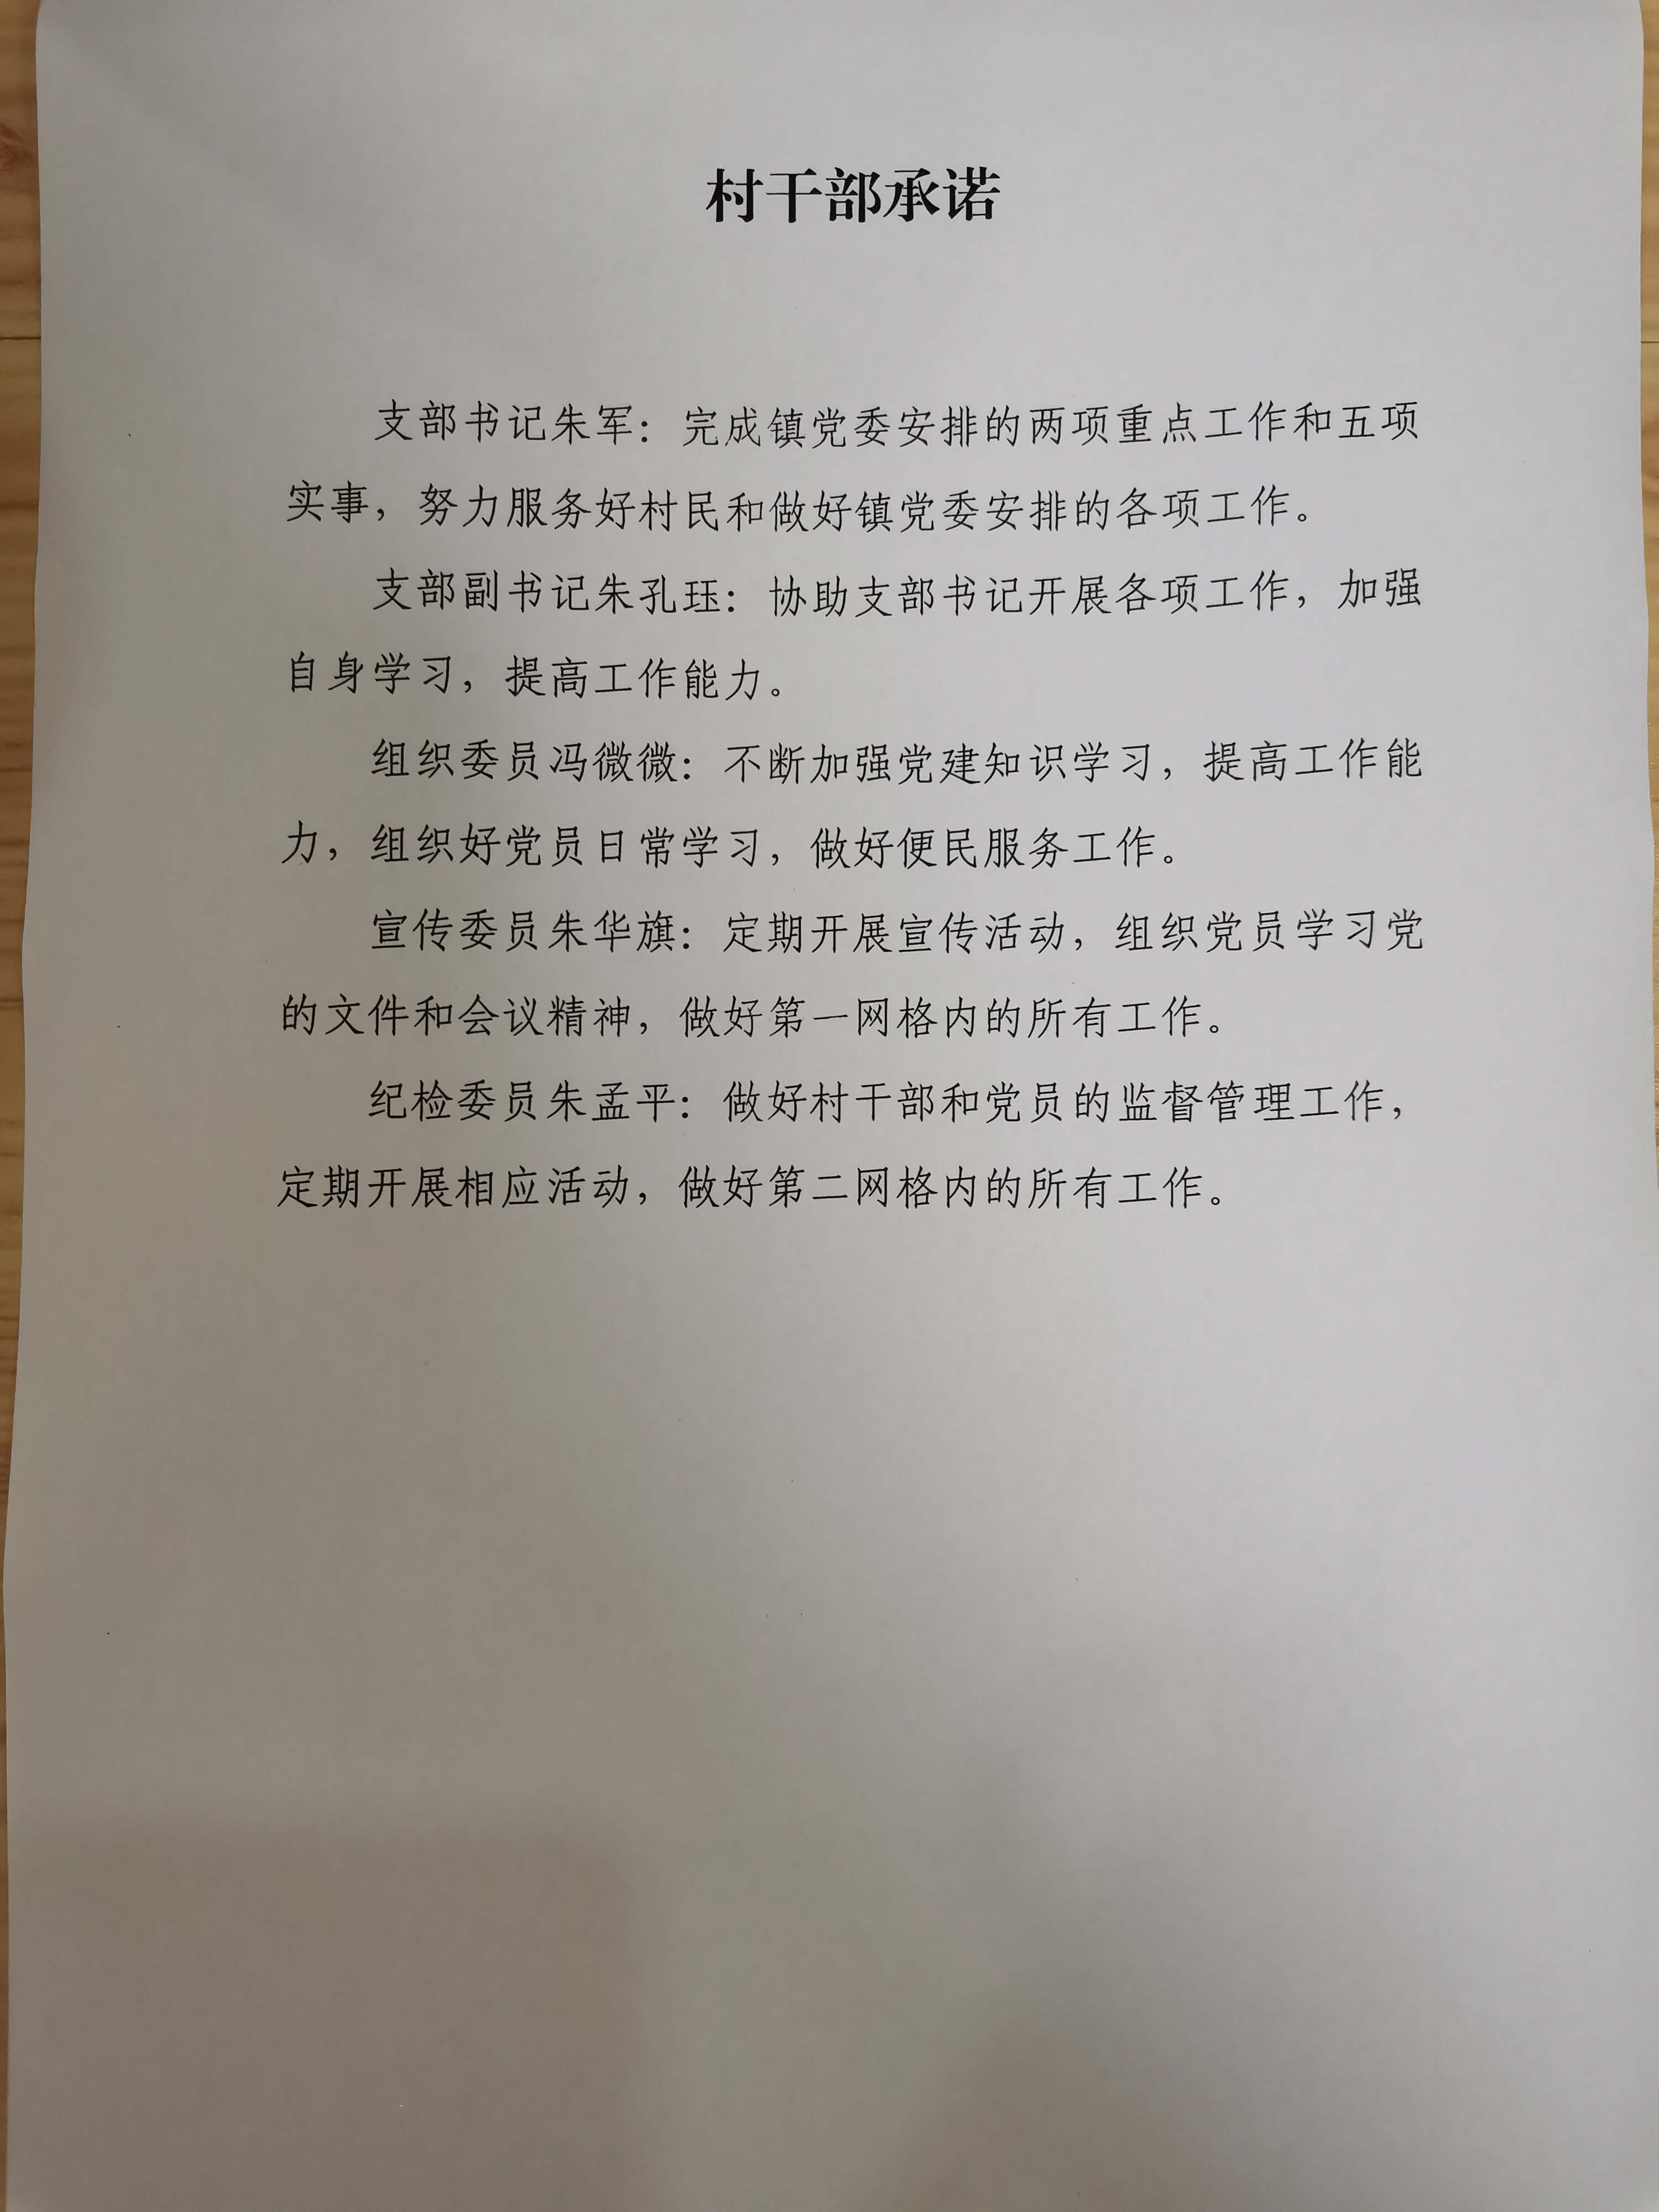 村干部承诺
支部书记朱军：完成镇党委安排的两项重点工作和五项
实事，努力服务好村民和做好镇党委安排的各项工作。
支部副书记朱孔珏：协助支部书记开展各项工作，加强
自身学习，提高工作能力。
组织委员冯微微：不断加强党建知识学习，提高工作能
力，组织好党员日常学习，做好便民服务工作。
宣传委员朱华旗：定期开展宣传活动，组织党员学习党
的文件和会议精神，做好第一网格内的所有工作。
纪检委员朱孟平：做好村干部和党员的监督管理工作，
定期开展相应活动，做好第二网格内的所有工作。